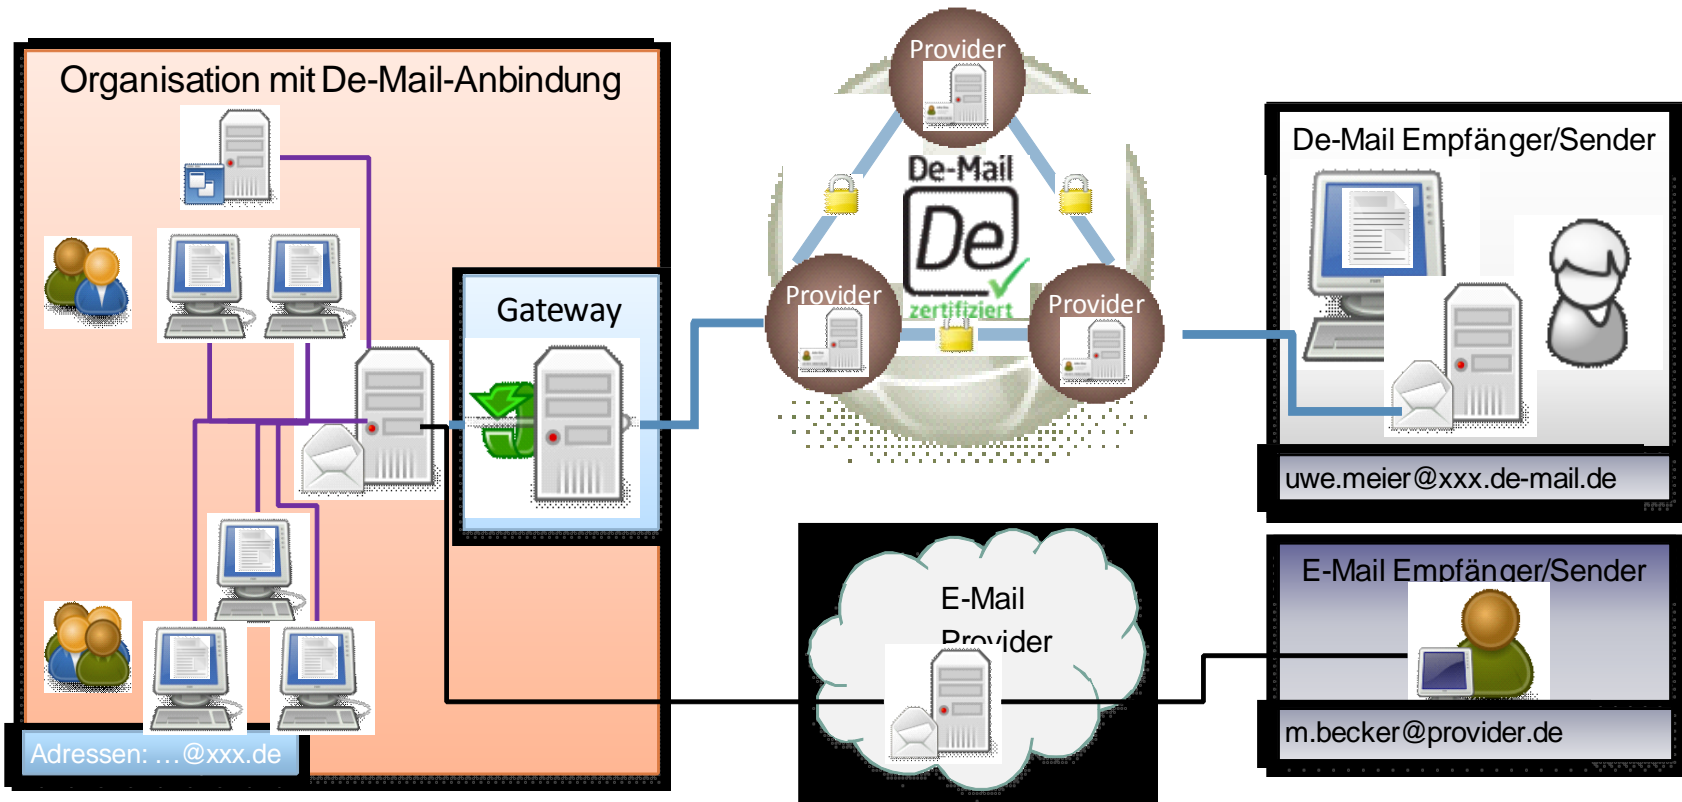 Organisation mit De-Mail-Anbindung
Gateway
Adressen: …@xxx.de
Provider
De-Mail
De
zertifiziert
Provider
Provider
E-Mail
Provider
De-Mail Empfänger/Sender
uwe.meier@xxx.de-mail.de
E-Mail Empfänger/Sender
m.becker@provider.de